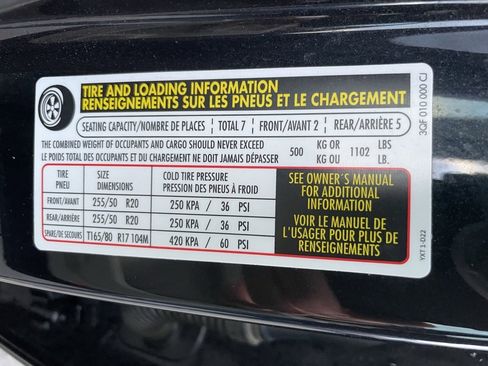 TIRE AND LOADING INFORMATION
RENSEIGNEMENTS SUR LES PNEUS ET LE CHARGEMENT
SEATING CAPACITY/NOMBRE DE PLACES TOTAL 7 FRONT/AVANT 2 REAR/ARRIÈRE 5
THE COMBINED WEIGHT OF OCCUPANTS AND CARGO SHOULD NEVER EXCEED
LE POIDS TOTAL DES OCCUPANTS ET DU CHARGEMENT NE DOIT JAMAIS DÉPASSER
500 KG OR 1102 LBS.
KG OU LB.
TIRE SIZE COLD TIRE PRESSURE
PNEU DIMENSIONS PRESSION DES PNEUS À FROID
FRONT/AVANT 255/50 R20 250 KPA / 36 PSI
REAR/ARRIÈRE 255/50 R20 250 KPA / 36 PSI
SPARE/DE SECOURS T165/80 R17 104M 420 KPA / 60 PSI
SEE OWNER'S MANUAL
FOR ADDITIONAL
INFORMATION
VOIR LE MANUEL DE
L'USAGER POUR PLUS DE
RENSEIGNEMENTS
3QF 010 000 CJ
YXT 1-D22